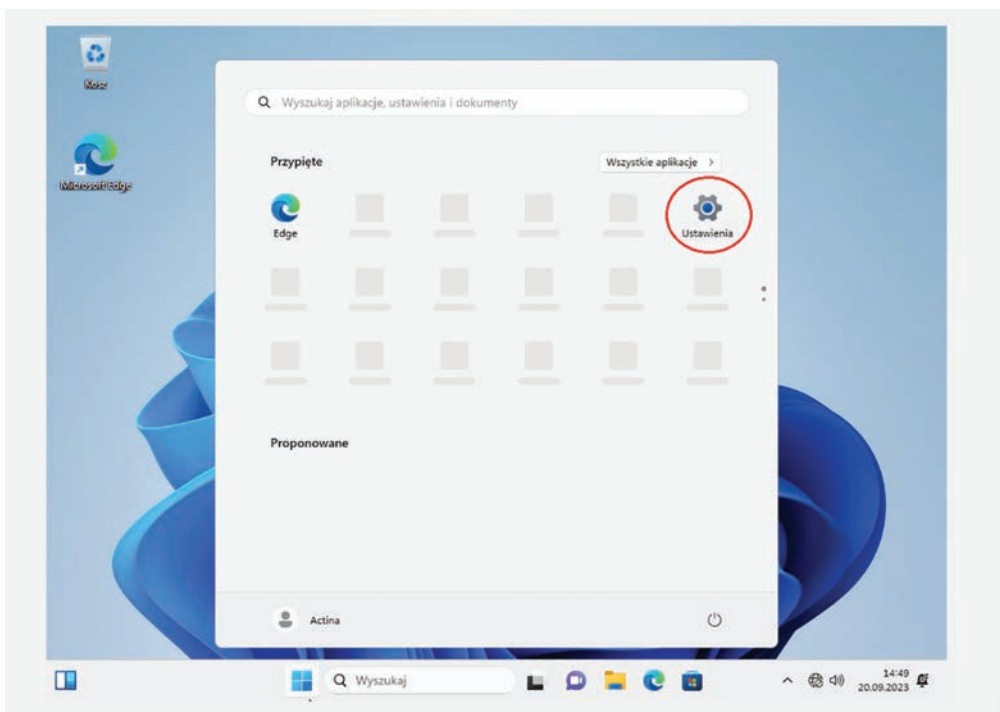 Kosz
Microsoft Edge
Wyszukaj aplikacje, ustawienia i dokumenty
Przypięte
Wszystkie aplikacje
Edge
Ustawienia
Proponowane
Actina
Wyszukaj
14:49
20.09.2023